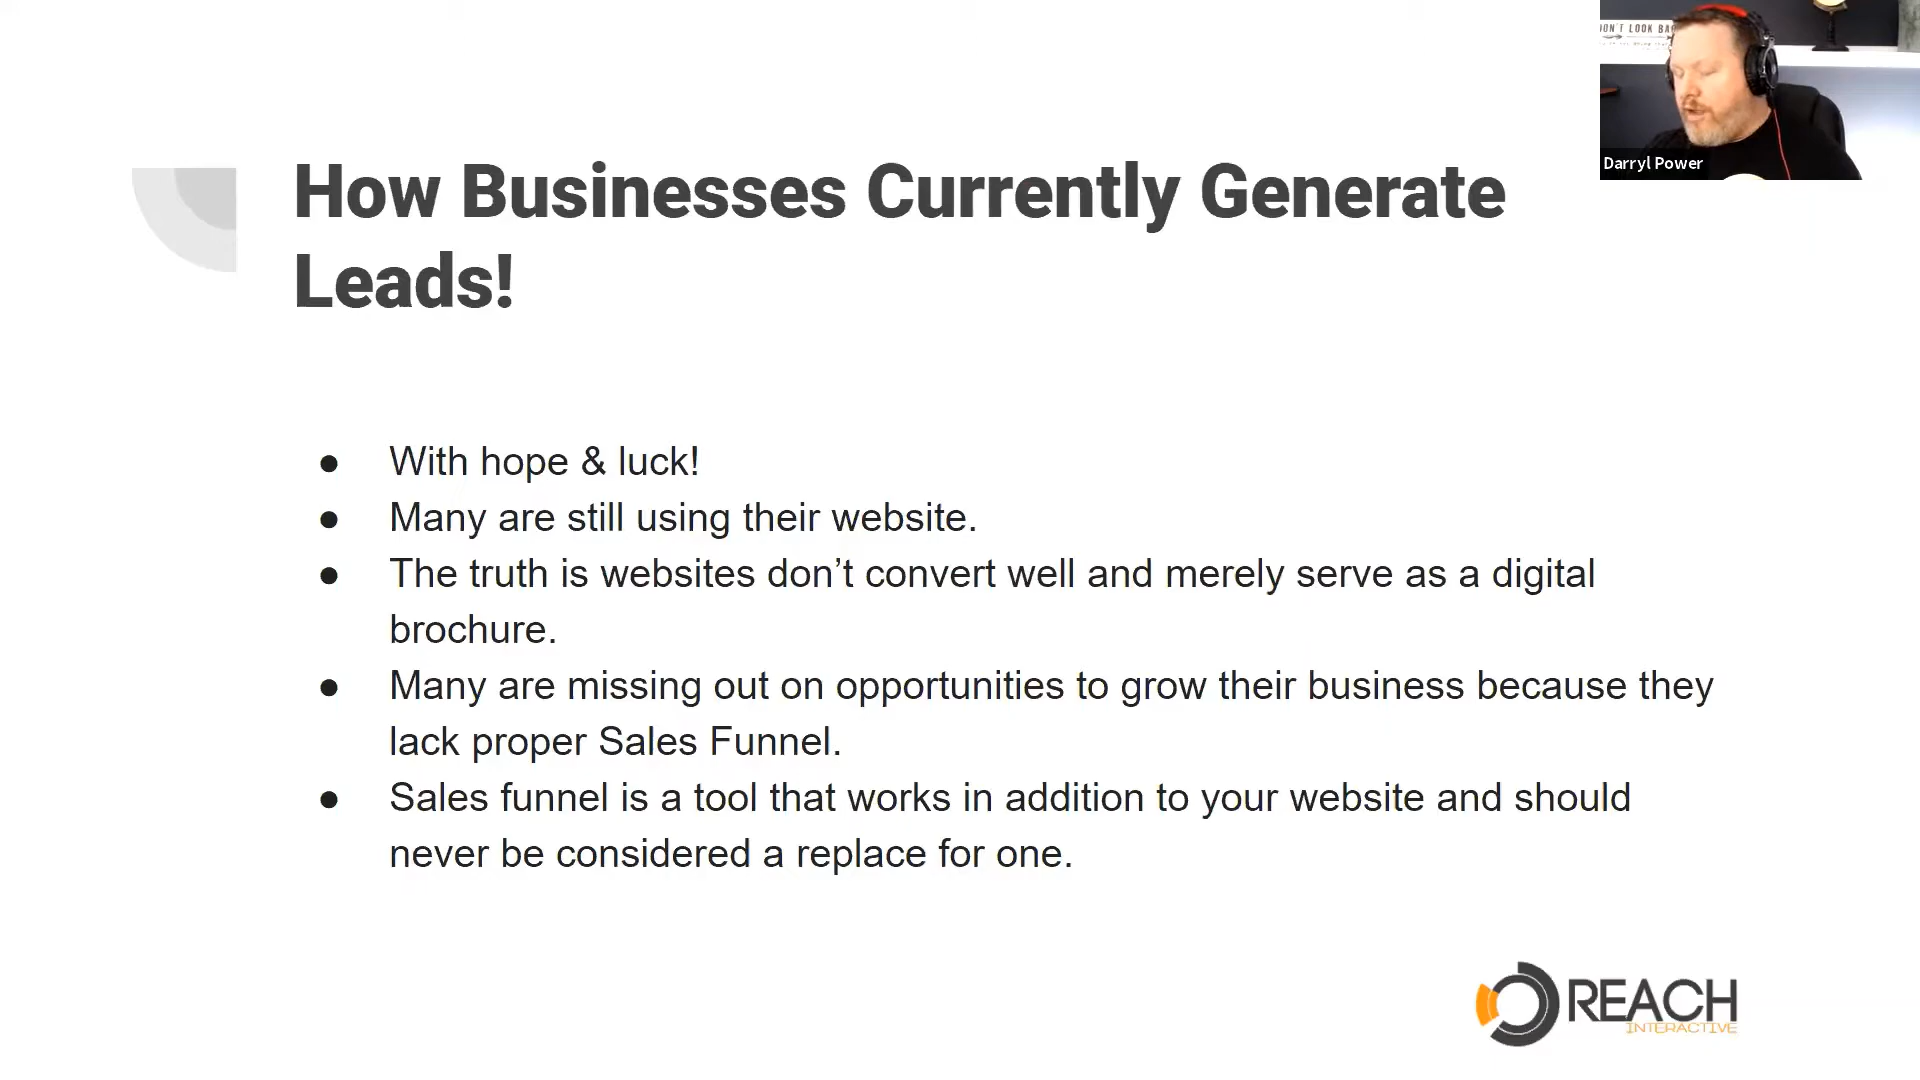 DON'T LOOK BA
Darryl Power
How Businesses Currently Generate
Leads!
● With hope & luck!
● Many are still using their website.
● The truth is websites don’t convert well and merely serve as a digital
brochure.
● Many are missing out on opportunities to grow their business because they
lack proper Sales Funnel.
● Sales funnel is a tool that works in addition to your website and should
never be considered a replace for one.
REACH
INTERACTIVE